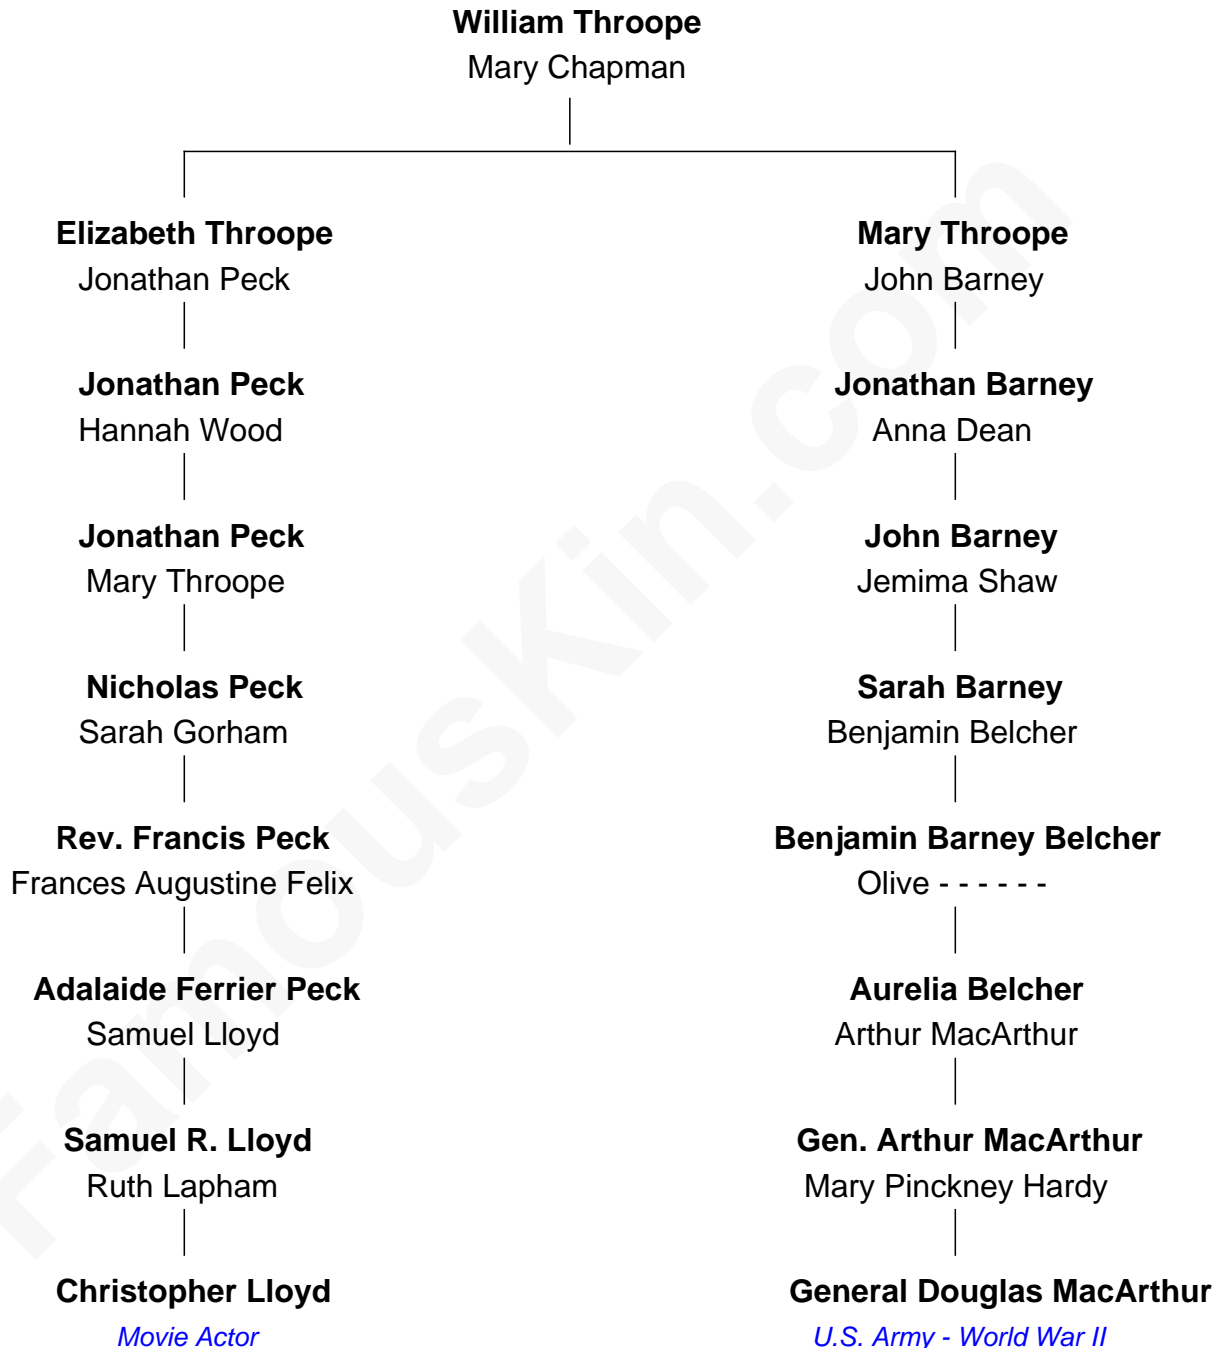 William Throope
Mary Chapman
Elizabeth Throope
Jonathan Peck
Mary Throope
John Barney
Jonathan Peck
Hannah Wood
Jonathan Barney
Anna Dean
Jonathan Peck
Mary Throope
John Barney
Jemima Shaw
Nicholas Peck
Sarah Gorham
Sarah Barney
Benjamin Belcher
Rev. Francis Peck
Frances Augustine Felix
Benjamin Barney Belcher
Olive - - - - - -
Adalaide Ferrier Peck
Samuel Lloyd
Aurelia Belcher
Arthur MacArthur
Samuel R. Lloyd
Ruth Lapham
Gen. Arthur MacArthur
Mary Pinckney Hardy
Christopher Lloyd
Movie Actor
General Douglas MacArthur
U.S. Army - World War II
FamousKin.com